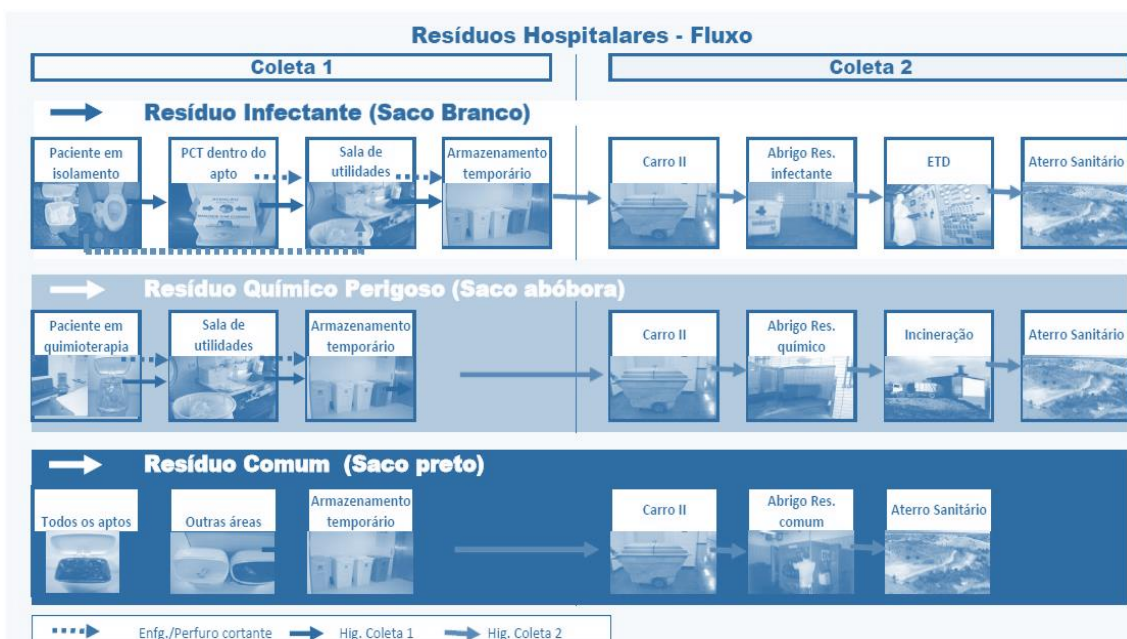 Resíduos Hospitalares - Fluxo
Coleta 1
Coleta 2
Resíduo Infectante (Saco Branco)
Paciente em
isolamento
PCT dentro do
apto
Sala de
utilidades
Armazenamento
temporário
Carro II
Abrigo Res.
infectante
ETD
Aterro Sanitário
Resíduo Químico Perigoso (Saco abóbora)
Paciente em
quimioterapia
Sala de
utilidades
Armazenamento
temporário
Carro II
Abrigo Res.
químico
Incineração
Aterro Sanitário
Resíduo Comum (Saco preto)
Todos os aptos
Outras áreas
Armazenamento
temporário
Carro II
Abrigo Res.
comum
Aterro Sanitário
Enfg./Perfuro cortante
Hig. Coleta 1
Hig. Coleta 2